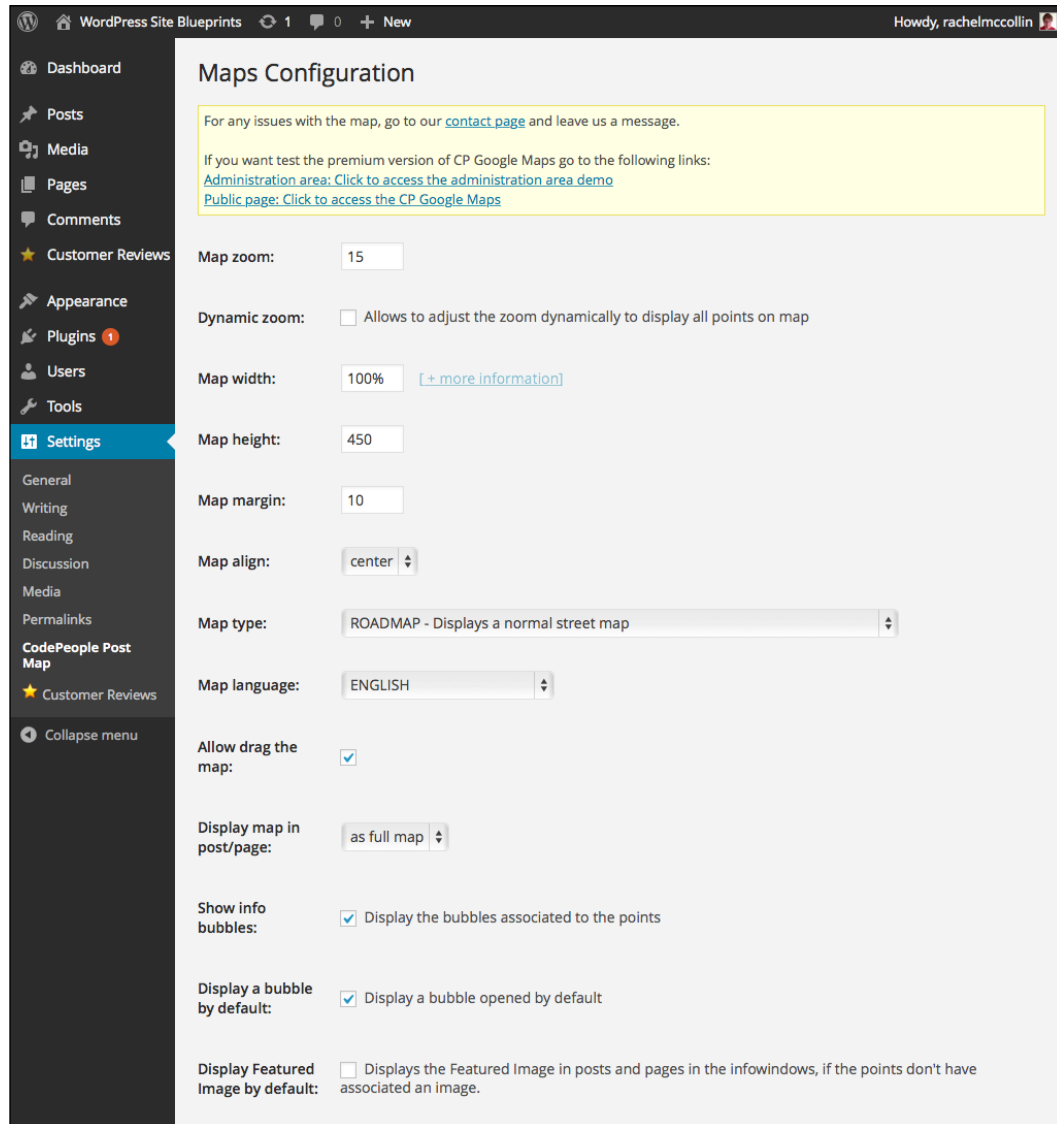 WordPress Site Blueprints 1 0 + New Howdy, rachelmccollin
Dashboard
Posts
Media
Pages
Comments
Customer Reviews
Appearance
Plugins 1
Users
Tools
Settings
General
Writing
Reading
Discussion
Media
Permalinks
CodePeople Post
Map
Customer Reviews
Collapse menu
Maps Configuration
For any issues with the map, go to our contact page and leave us a message.
If you want test the premium version of CP Google Maps go to the following links:
Administration area: Click to access the administration area demo
Public page: Click to access the CP Google Maps
Map zoom: 15
Dynamic zoom: Allows to adjust the zoom dynamically to display all points on map
Map width: 100% [ + more information]
Map height: 450
Map margin: 10
Map align: center
Map type: ROADMAP - Displays a normal street map
Map language: ENGLISH
Allow drag the
map:
Display map in
post/page: as full map
Show info
bubbles: Display the bubbles associated to the points
Display a bubble
by default: Display a bubble opened by default
Display Featured
Image by default: Displays the Featured Image in posts and pages in the infowindows, if the points don't have
associated an image.